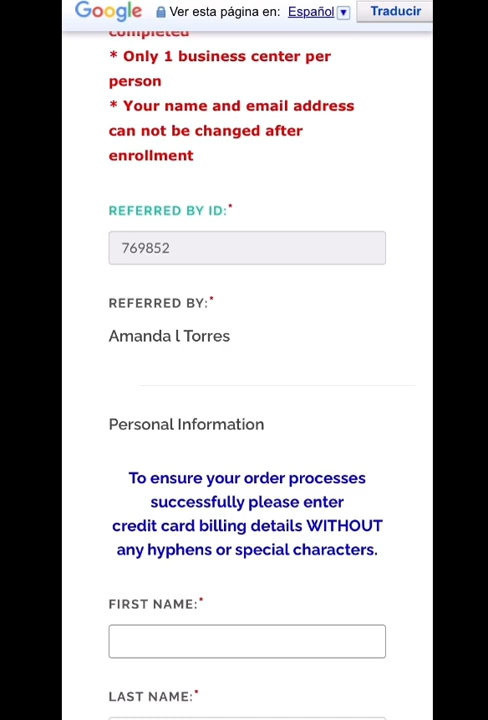 Google Ver esta página en: Español Traducir
completed
* Only 1 business center per
person
* Your name and email address
can not be changed after
enrollment
REFERRED BY ID:*
769852
REFERRED BY:*
Amanda l Torres
Personal Information
To ensure your order processes
successfully please enter
credit card billing details WITHOUT
any hyphens or special characters.
FIRST NAME:*
LAST NAME:*